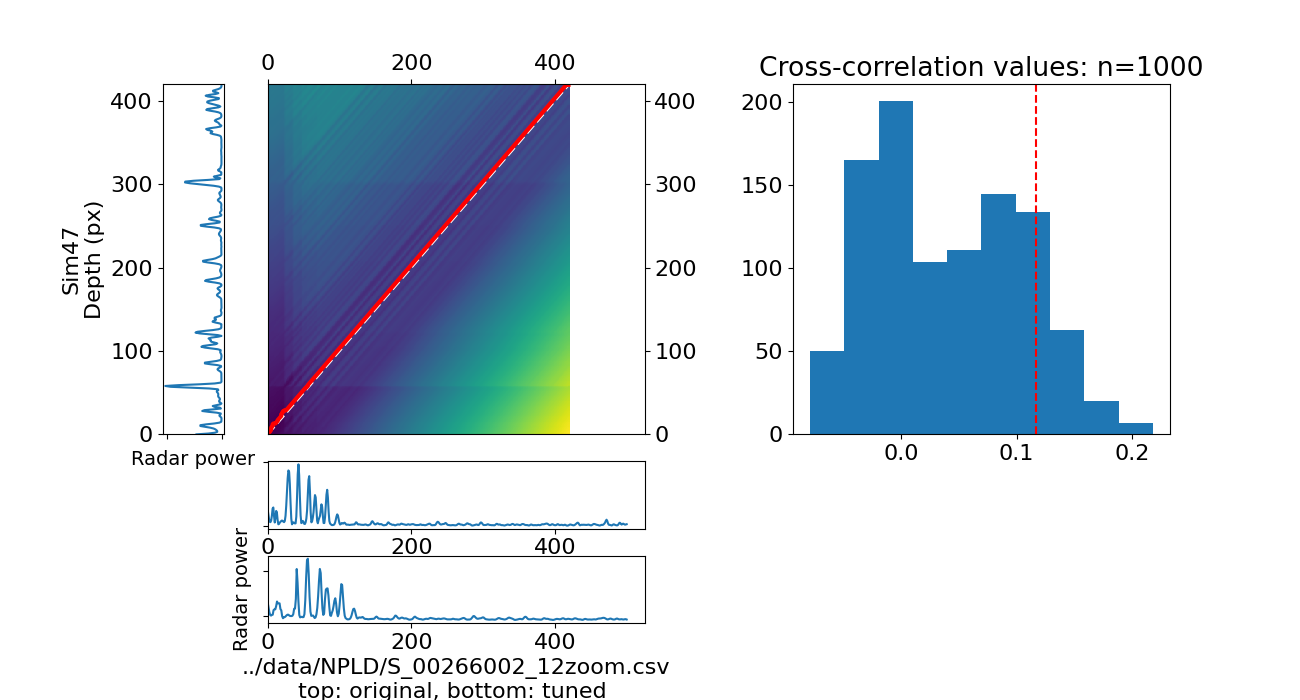 0 200 400
Cross-correlation values: n=1000
400
300
200
100
0
Sim47
Depth (px)
400
300
200
100
0
200
150
100
50
0
0.0 0.1 0.2
Radar power
0 200 400
Radar power
0 200 400
../data/NPLD/S_00266002_12zoom.csv
top: original, bottom: tuned